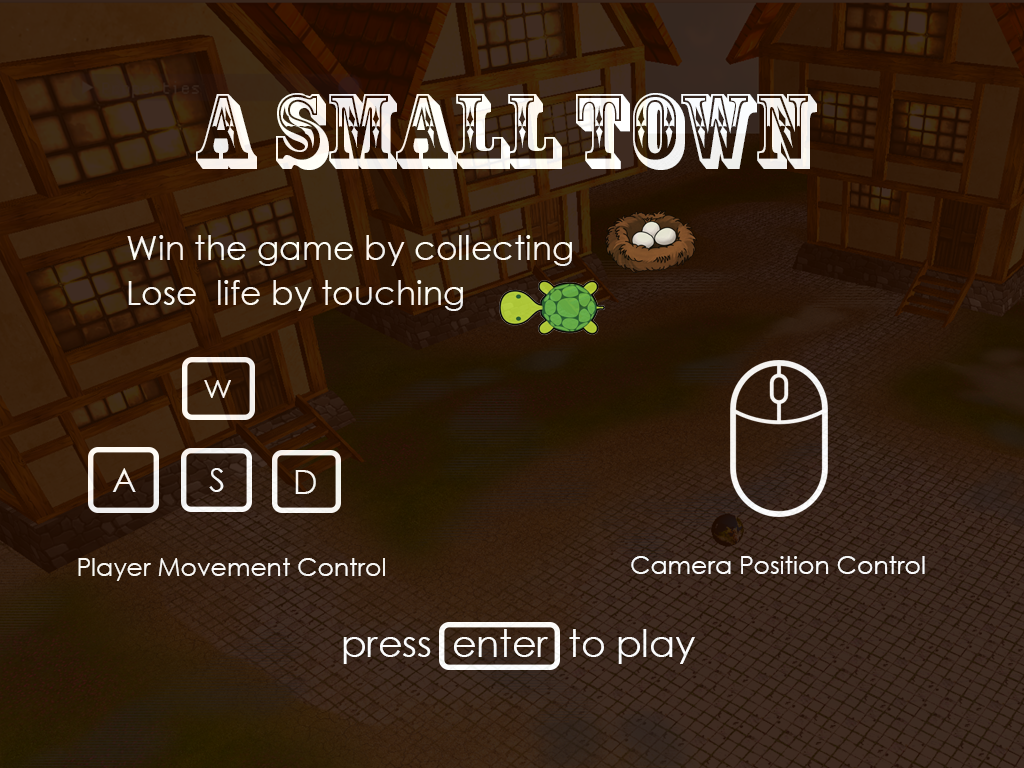 A SMALL TOWN
Win the game by collecting
Lose  life by touching
W
A S D
Player Movement Control
Camera Position Control
press enter to play